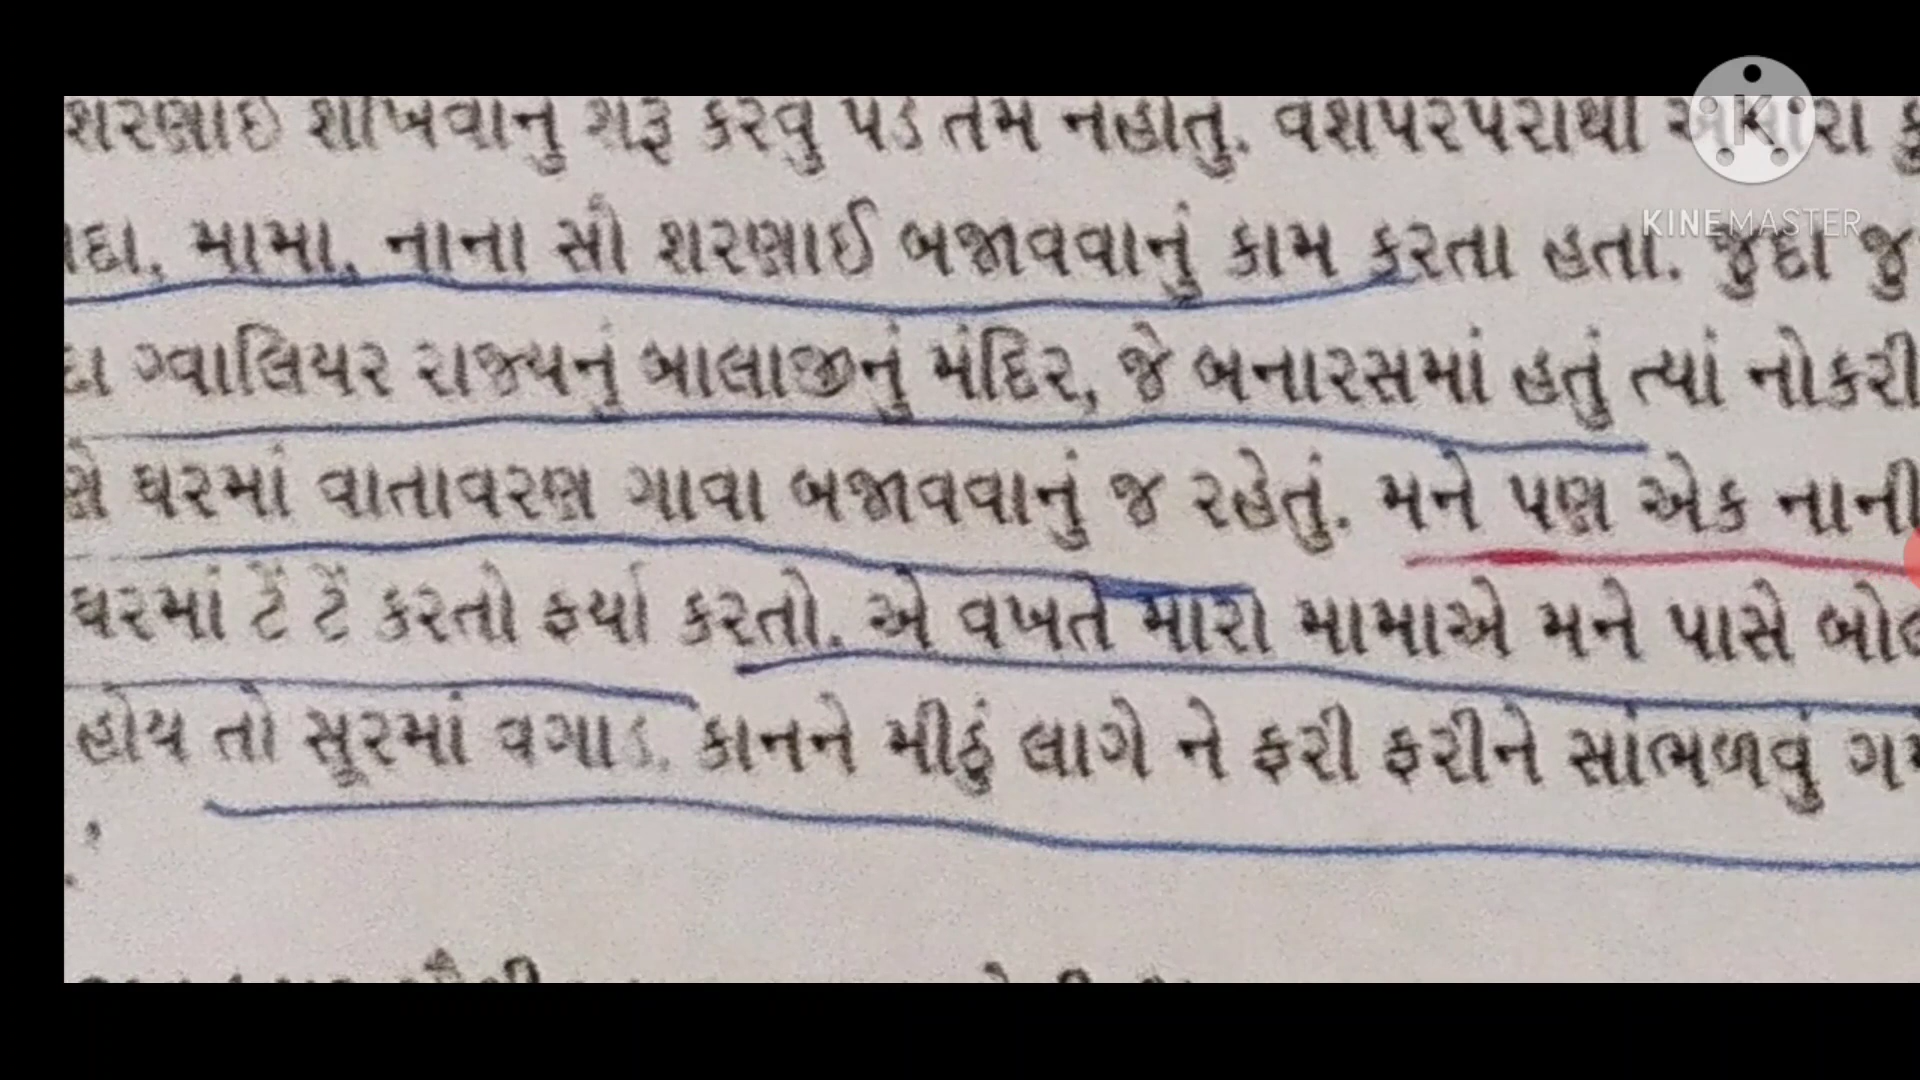 શરણાઈ શીખવાનું શરૂ કરવું પડે તેમ નહોતું. વંશપરંપરાથી
મામા, નાના સૌ શરણાઈ બજાવવાનું કામ કરતા હતા. જુદા
ગ્વાલિયર રાજ્યનું બાલાજીનું મંદિર, જે બનારસમાં હતું ત્યાં નોકરી
ઘરમાં વાતાવરણ ગાવા બજાવવાનું જ રહેતું. મને પણ એક નાની
ઘરમાં ટેં ટેં કરતો ફર્યા કરતો. એ વખતે મારા મામાએ મને પાસે
હોય તો સૂરમાં વગાડ. કાનને મીઠું લાગે ને ફરી ફરીને સાંભળવું
KINEMASTER